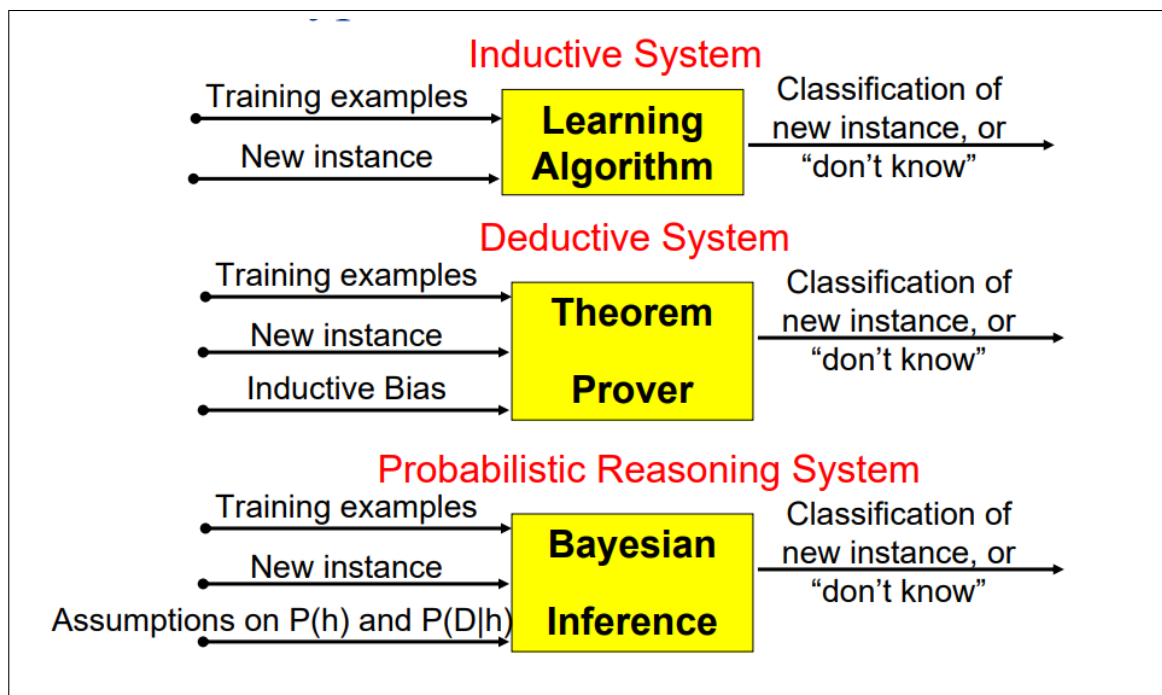 Inductive System
Training examples
New instance
Learning
Algorithm
Classification of
new instance, or
“don’t know”
Deductive System
Training examples
New instance
Inductive Bias
Theorem
Prover
Classification of
new instance, or
“don’t know”
Probabilistic Reasoning System
Training examples
New instance
Assumptions on P(h) and P(D|h)
Bayesian
Inference
Classification of
new instance, or
“don’t know”